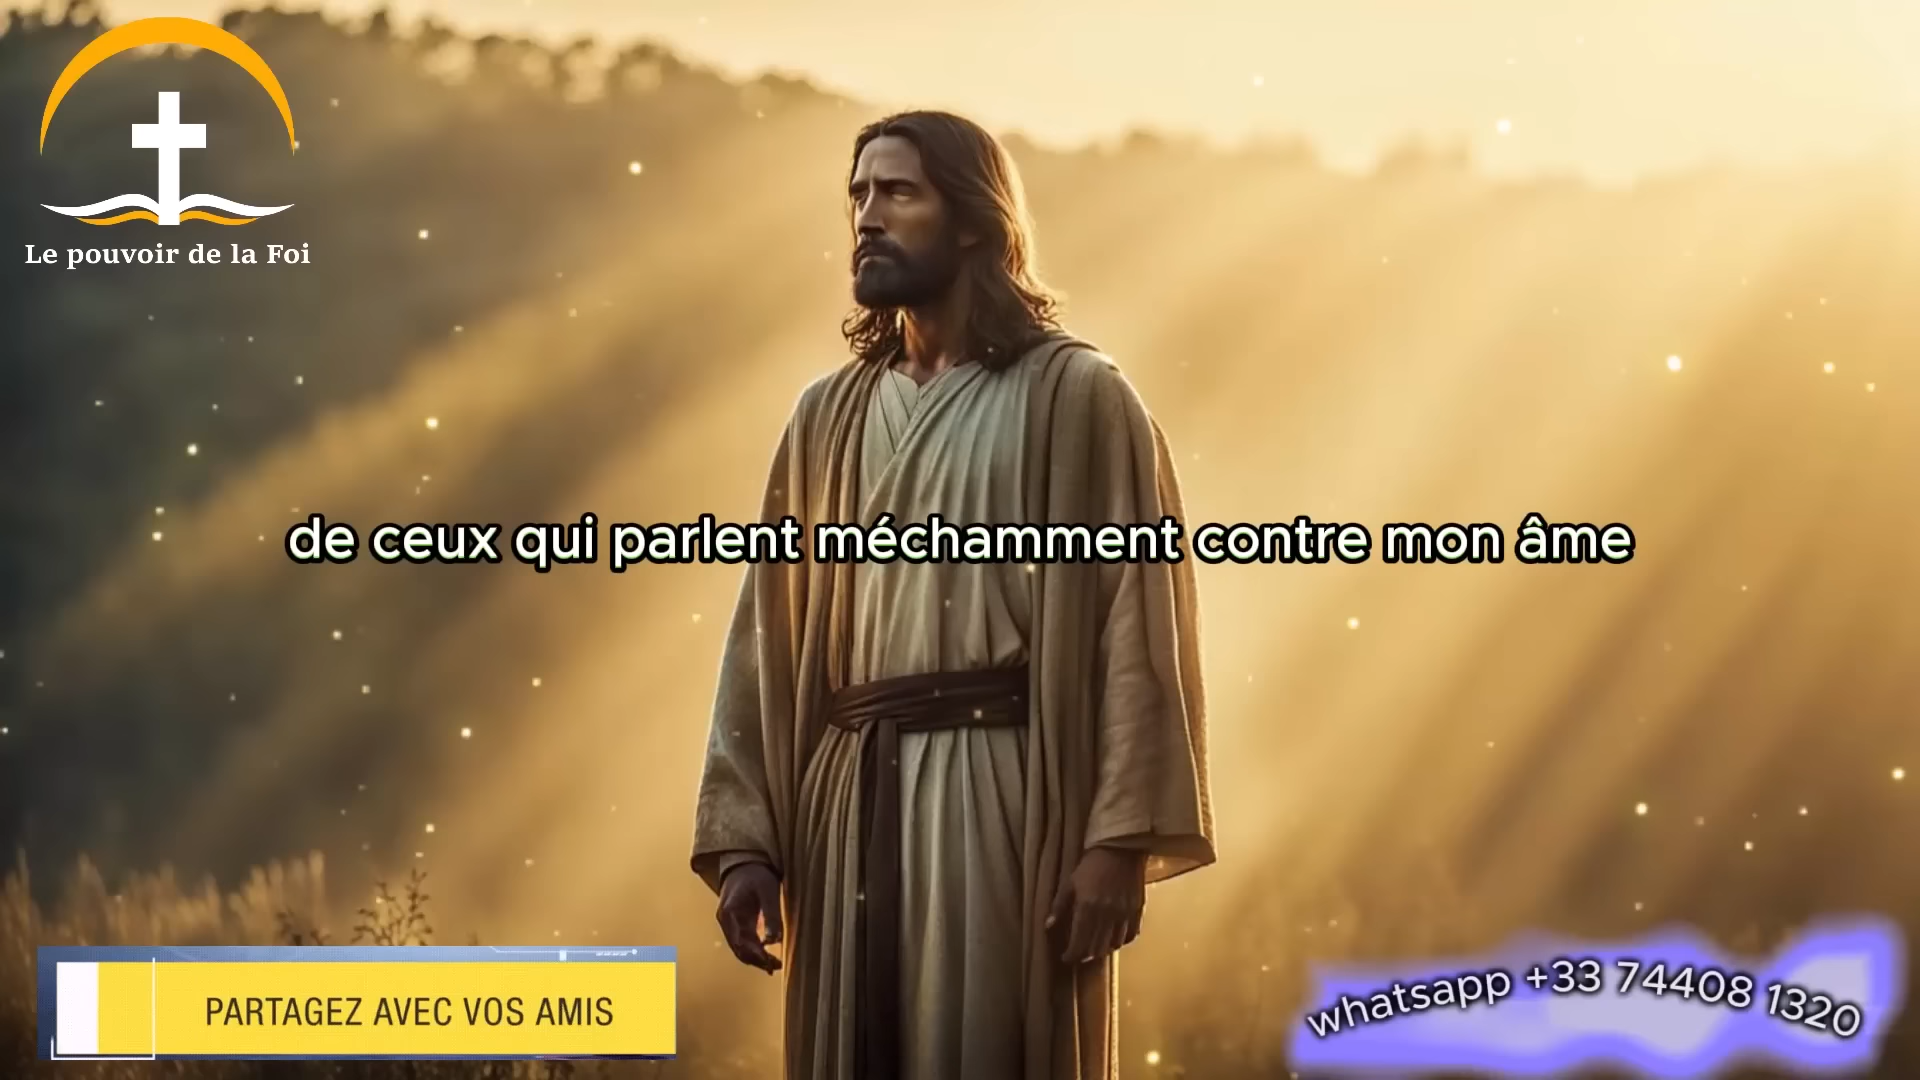 Le pouvoir de la Foi
de ceux qui parlent méchamment contre mon âme
PARTAGEZ AVEC VOS AMIS
whatsapp +33 74408 1320